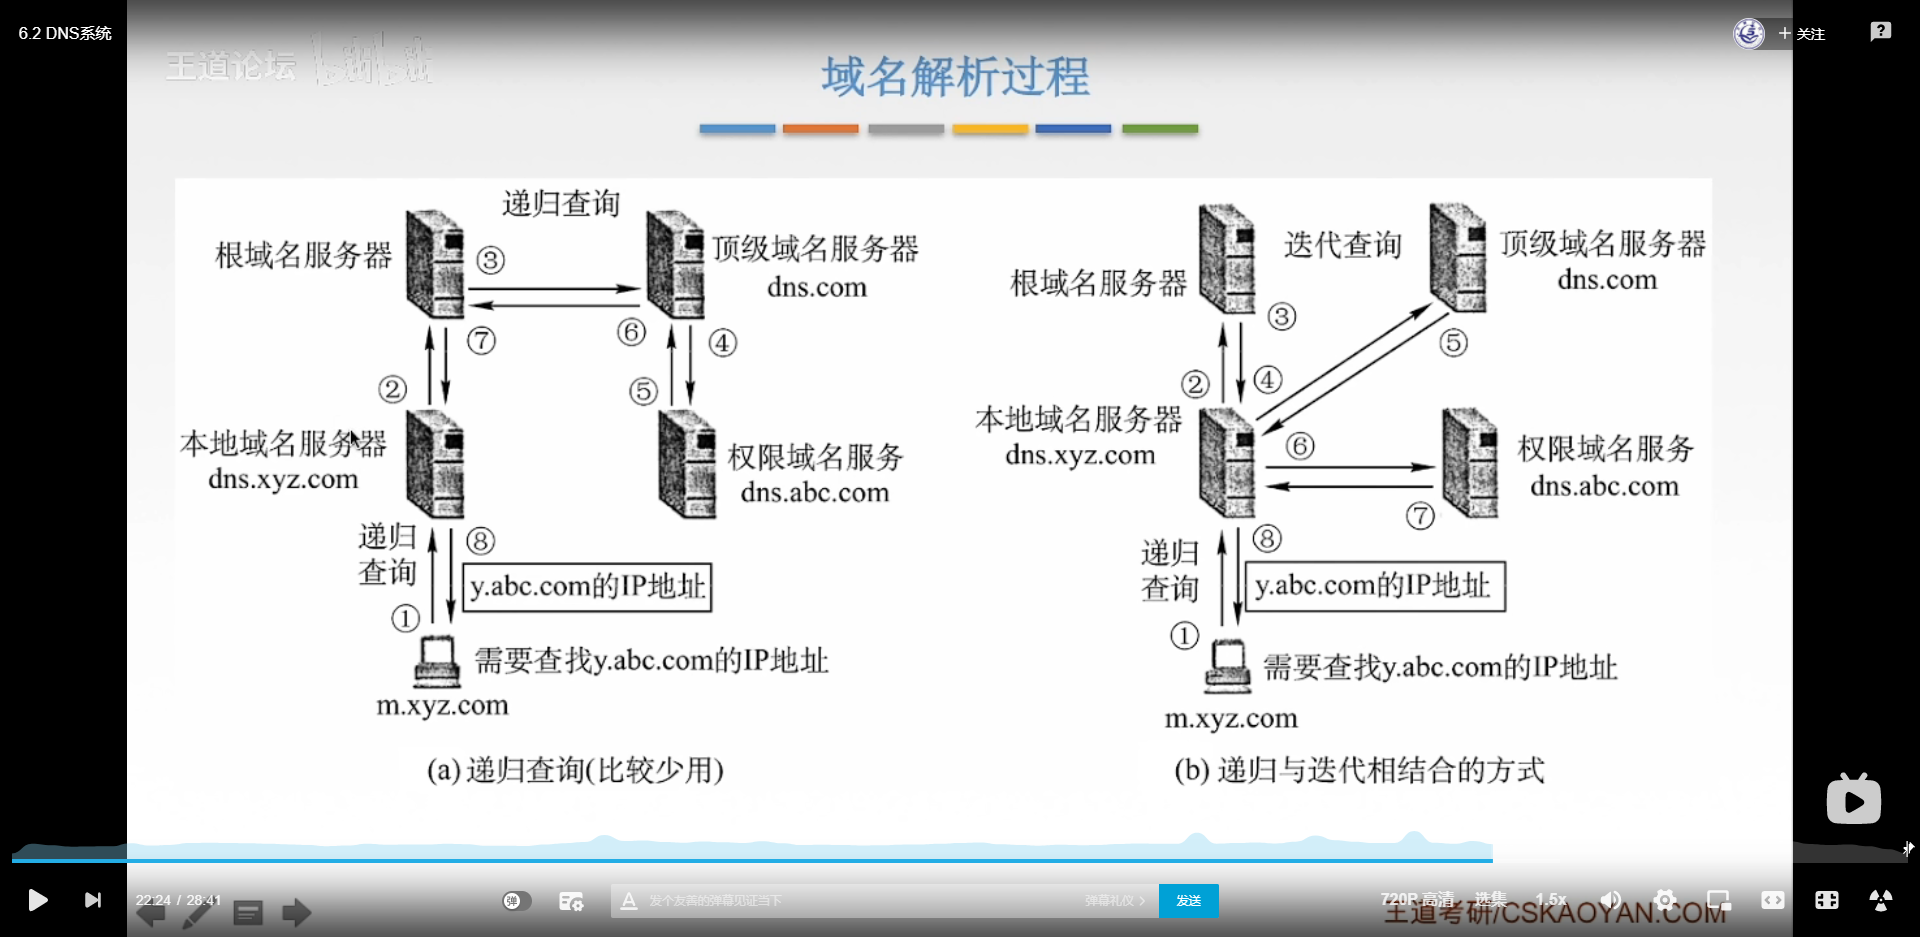 6.2 DNS系统
+ 关注
王道论坛 bilibili
域名解析过程
递归查询
根域名服务器
③
顶级域名服务器
dns.com
⑦
⑥
④
②
⑤
本地域名服务器
dns.xyz.com
权限域名服务
dns.abc.com
递归
查询
⑧
y.abc.com的IP地址
①
需要查找y.abc.com的IP地址
m.xyz.com
(a) 递归查询(比较少用)
迭代查询
根域名服务器
顶级域名服务器
dns.com
③
⑤
②
④
本地域名服务器
dns.xyz.com
⑥
权限域名服务
dns.abc.com
⑦
递归
查询
⑧
y.abc.com的IP地址
①
需要查找y.abc.com的IP地址
m.xyz.com
(b) 递归与迭代相结合的方式
22:24 / 28:41
弹
A 发个友善的弹幕见证当下
弹幕礼仪 >
发送
720P 高清
选集
1.5x
王道考研/CSKAOYAN.COM